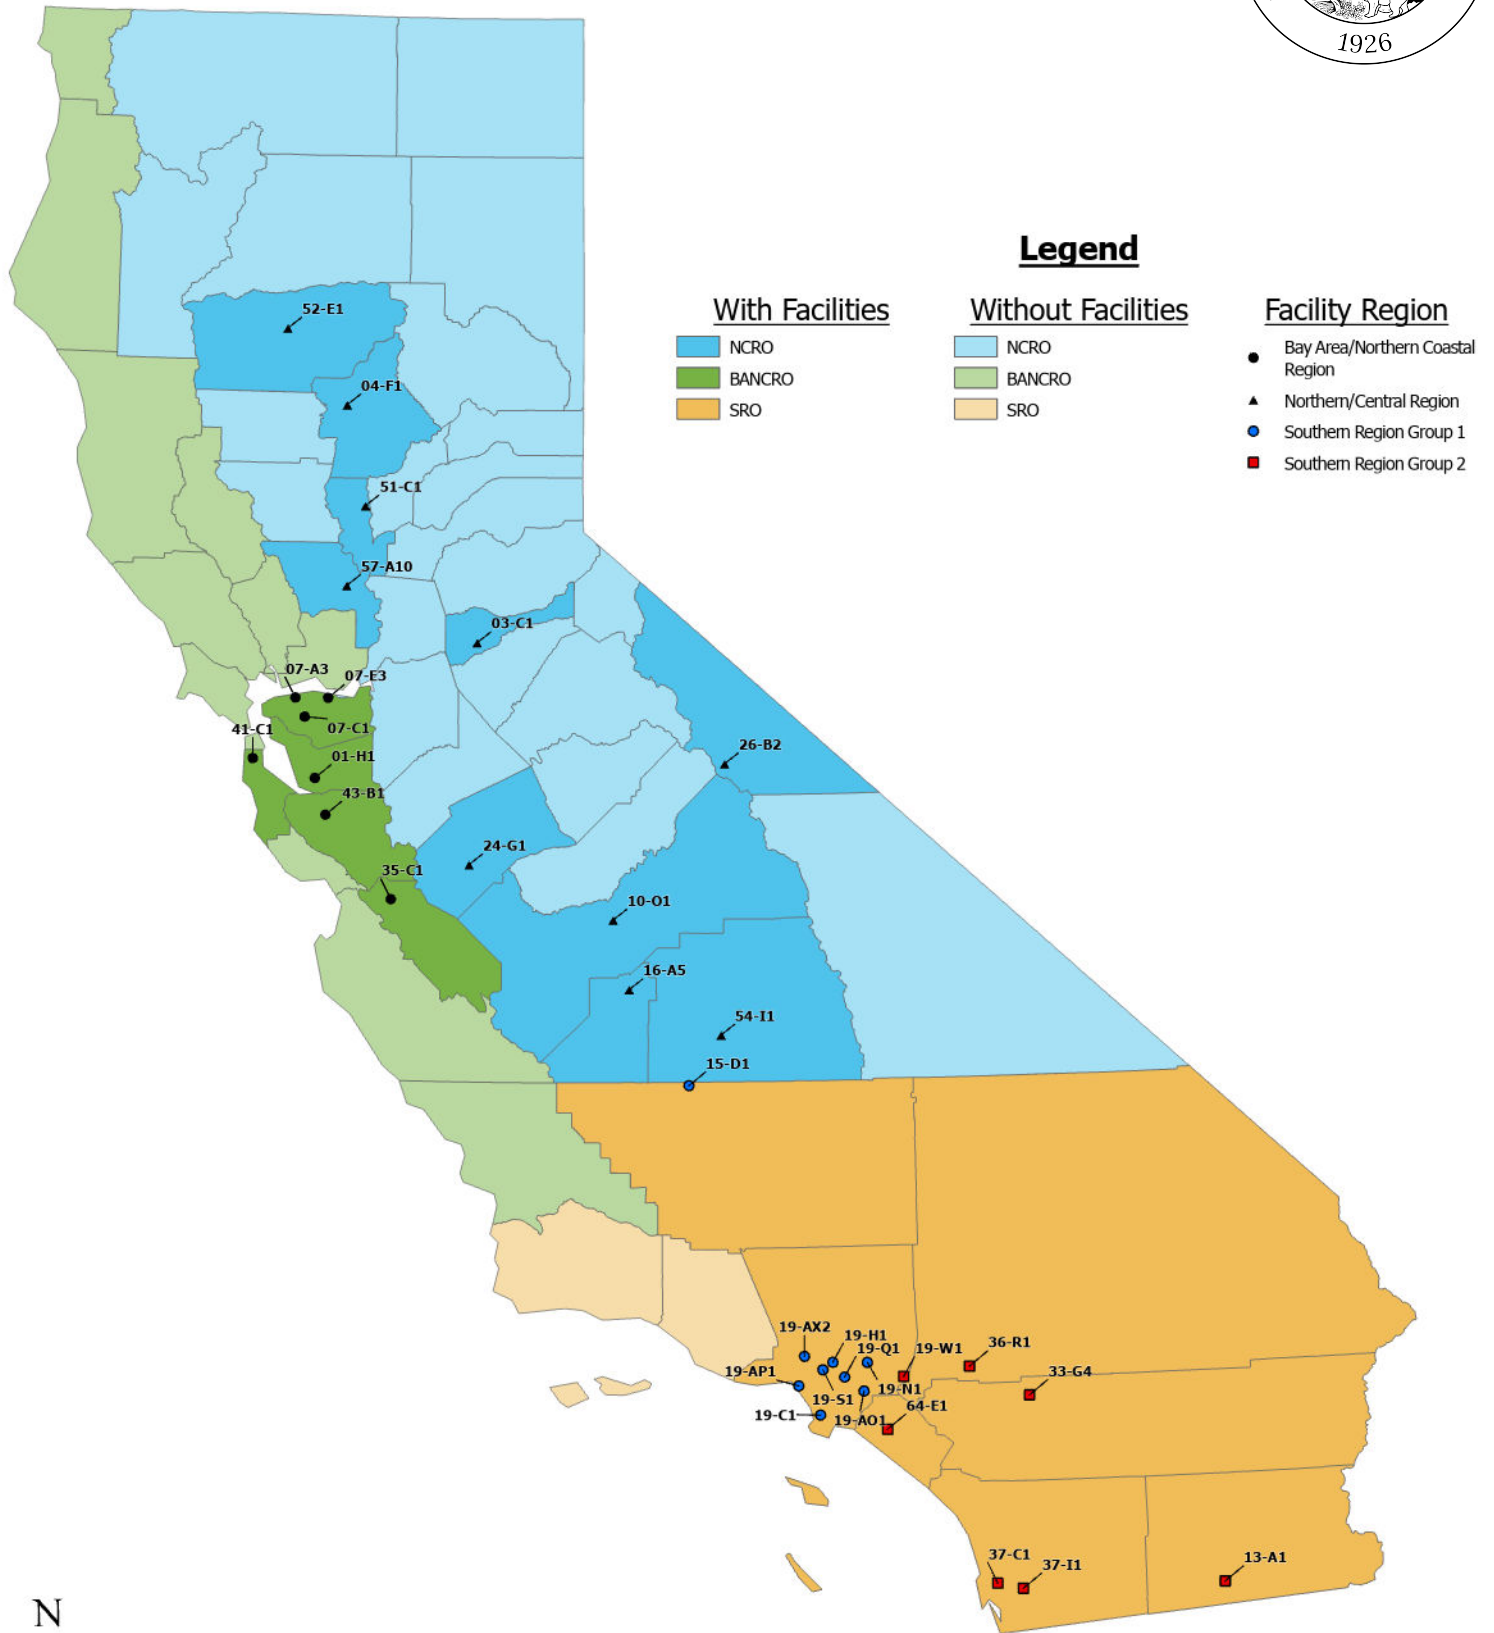 1926
Legend
With Facilities
Without Facilities
Facility Region
NCRO
BANCRO
SRO
NCRO
BANCRO
SRO
Bay Area/Northern Coastal
Region
Northern/Central Region
Southern Region Group 1
Southern Region Group 2
52-E1
04-F1
51-C1
57-A10
03-C1
07-A3
07-E3
07-C1
41-C1
01-H1
26-B2
43-B1
24-G1
35-C1
10-O1
16-A5
54-I1
15-D1
19-AX2
19-H1
19-Q1
19-W1
36-R1
19-AP1
33-G4
19-N1
19-S1
64-E1
19-C1
19-AO1
37-C1
37-I1
13-A1
N